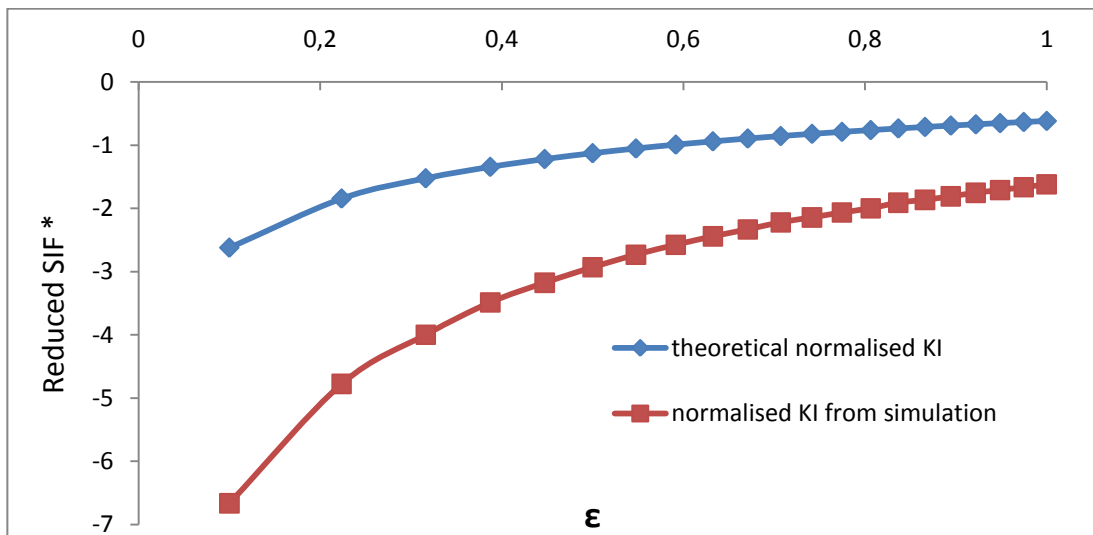 0 0,2 0,4 0,6 0,8 1
0
-1
-2
-3
-4
-5
-6
-7
Reduced SIF *
theoretical normalised KI
normalised KI from simulation
ε